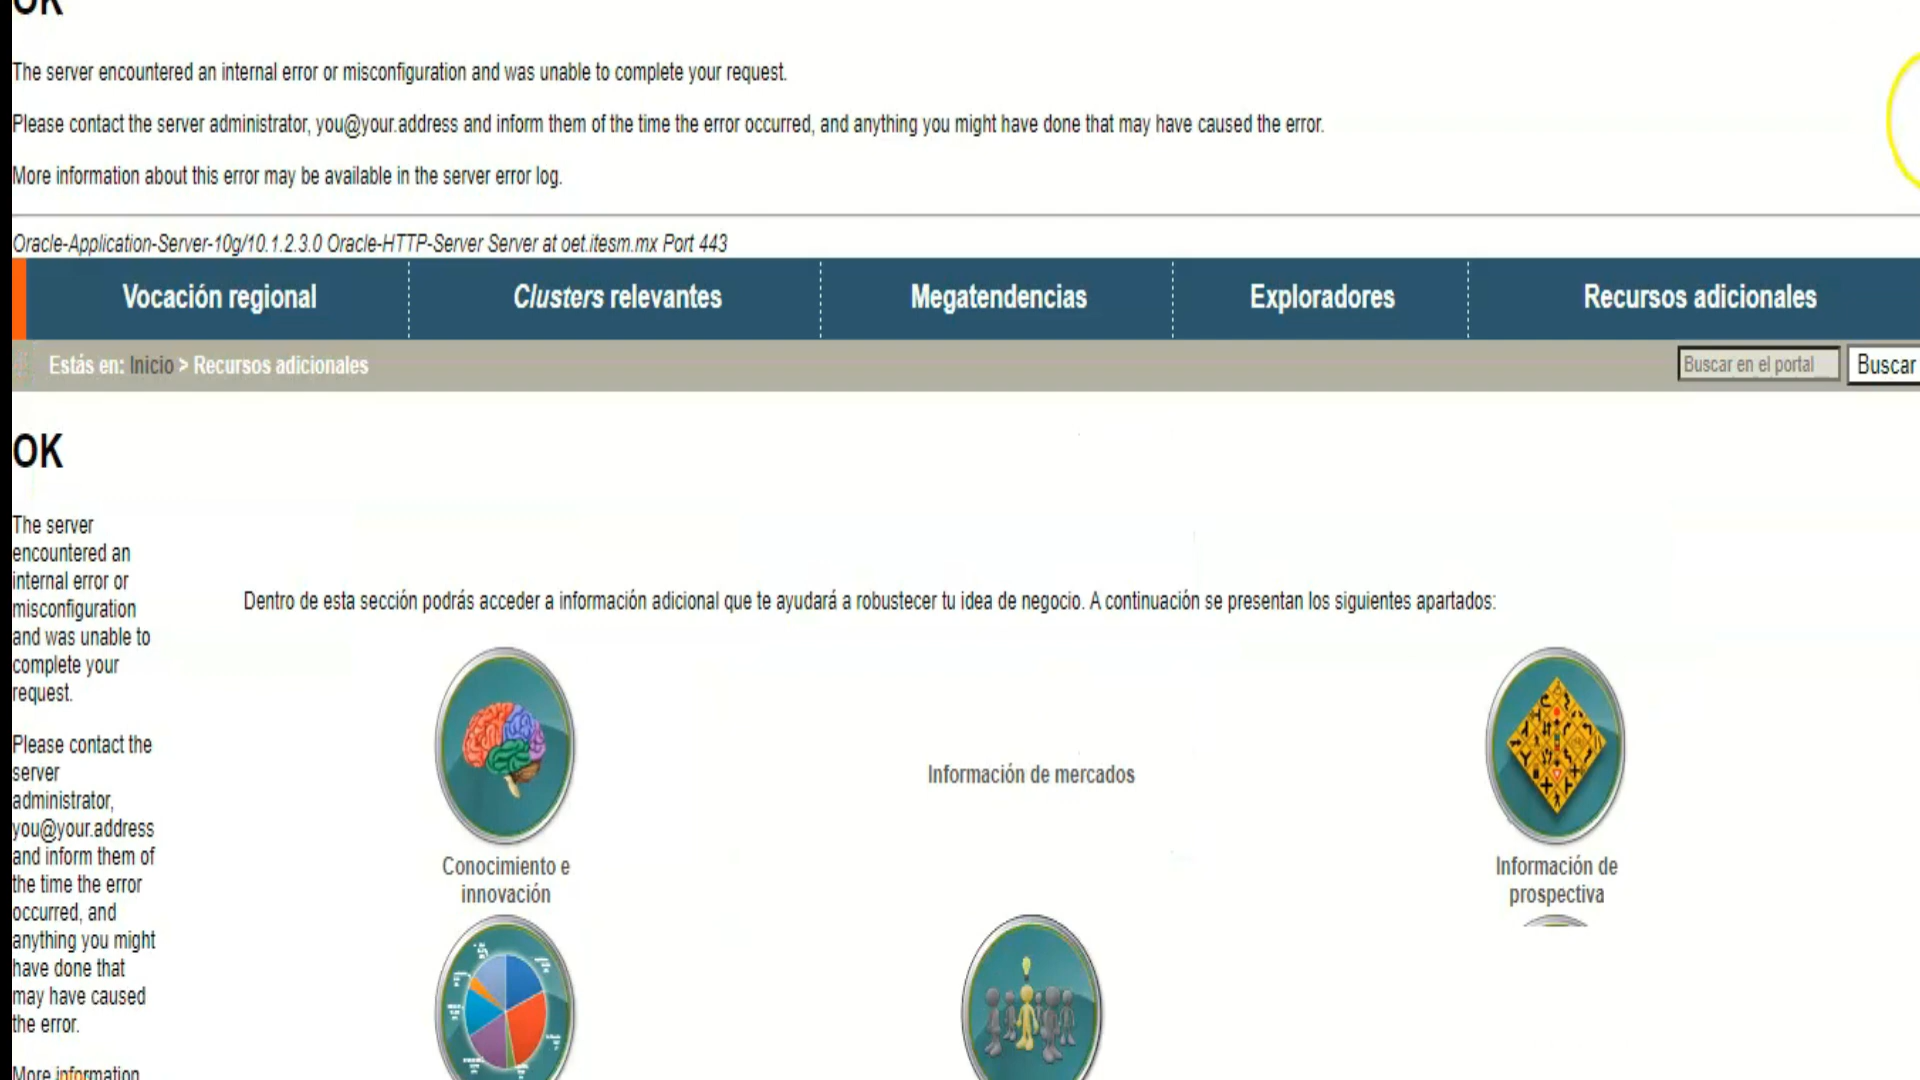 OK
The server encountered an internal error or misconfiguration and was unable to complete your request.
Please contact the server administrator, you@your.address and inform them of the time the error occurred, and anything you might have done that may have caused the error.
More information about this error may be available in the server error log.
Oracle-Application-Server-10g/10.1.2.3.0 Oracle-HTTP-Server Server at oet.itesm.mx Port 443
Vocación regional
Clusters relevantes
Megatendencias
Exploradores
Recursos adicionales
Estás en: Inicio > Recursos adicionales
Buscar en el portal
Buscar
OK
The server
encountered an
internal error or
misconfiguration
and was unable to
complete your
request.
Please contact the
server
administrator,
you@your.address
and inform them of
the time the error
occurred, and
anything you might
have done that
may have caused
the error.
More information
Dentro de esta sección podrás acceder a información adicional que te ayudará a robustecer tu idea de negocio. A continuación se presentan los siguientes apartados:
Conocimiento e
innovación
Información de mercados
Información de
prospectiva